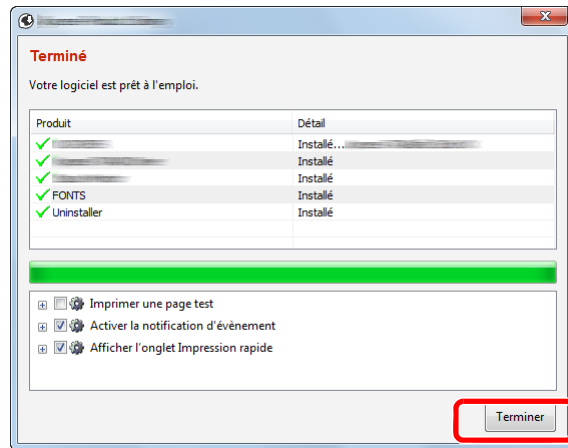 Terminé
Votre logiciel est prêt à l'emploi.
Produit Détail
Installé...
Installé
Installé
FONTS Installé
Uninstaller Installé
Imprimer une page test
Activer la notification d'évènement
Afficher l'onglet Impression rapide
Terminer